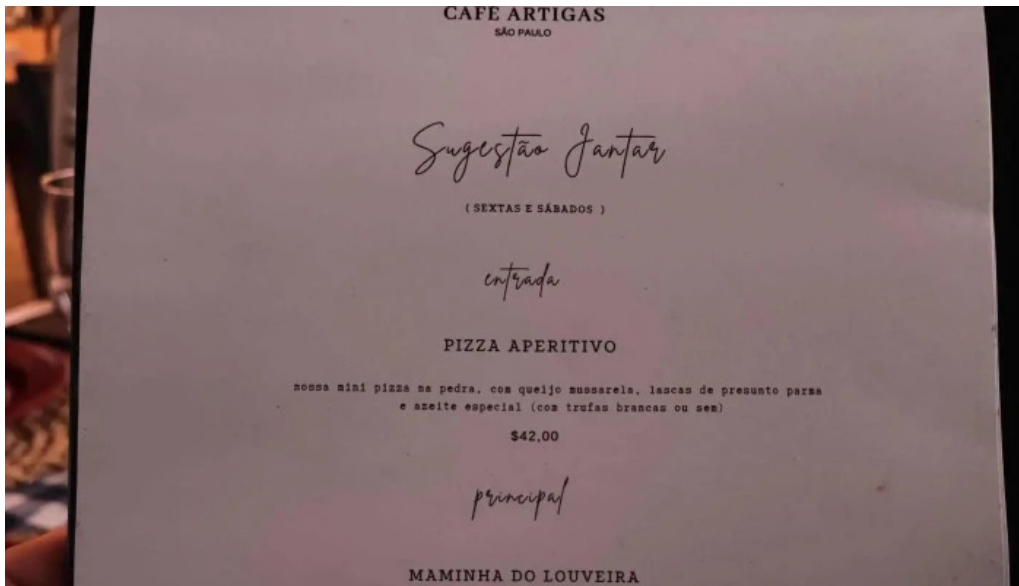 CAFÉ ARTIGAS
SÃO PAULO
Sugestão Jantar
( SEXTAS E SÁBADOS )
entrada
PIZZA APERITIVO
nossa mini pizza na pedra, com queijo mussarela, lascas de presunto parma
e azeite especial (com trufas brancas ou sem)
$42,00
principal
MAMINHA DO LOUVEIRA